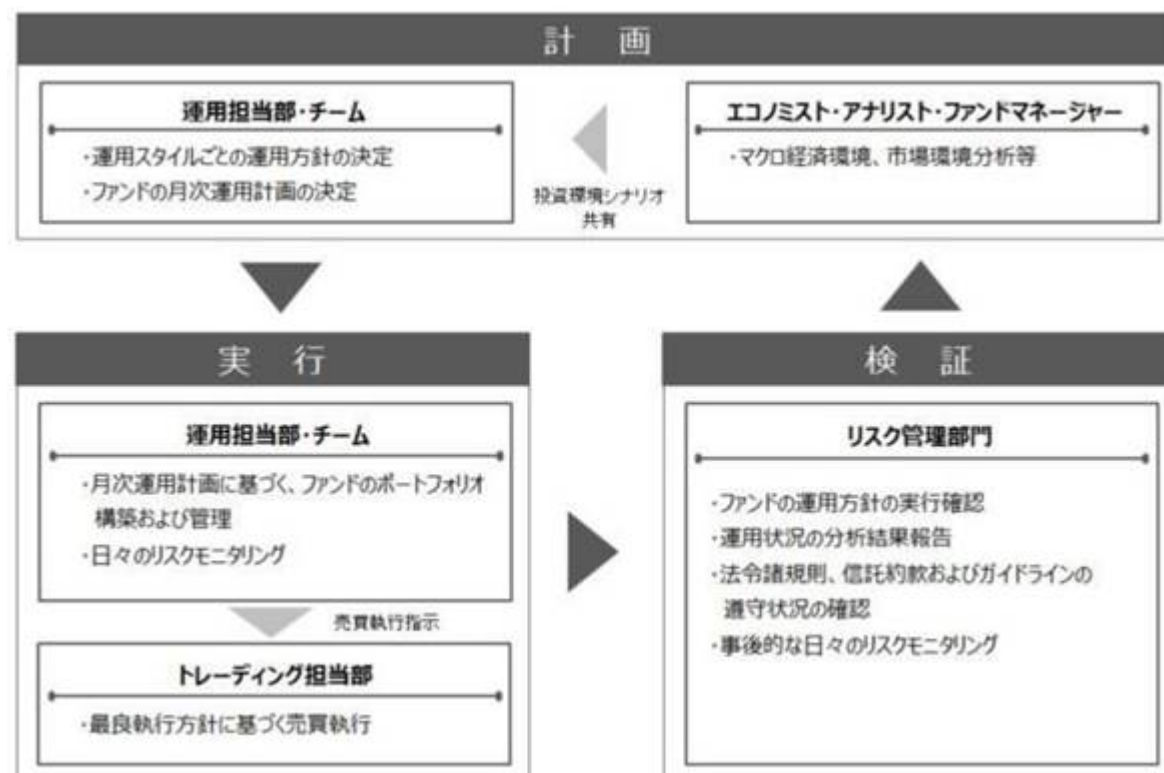 計 画
運用担当部・チーム
・運用スタイルごとの運用方針の決定
・ファンドの月次運用計画の決定
投資環境シナリオ
共有
エコノミスト・アナリスト・ファンドマネージャー
・マクロ経済環境、市場環境分析等
実 行
運用担当部・チーム
・月次運用計画に基づく、ファンドのポートフォリオ
構築および管理
・日々のリスクモニタリング
売買執行指示
トレーディング担当部
・最良執行方針に基づく売買執行
検 証
リスク管理部門
・ファンドの運用方針の実行確認
・運用状況の分析結果報告
・法令諸規則、信託約款およびガイドラインの
遵守状況の確認
・事後的な日々のリスクモニタリング